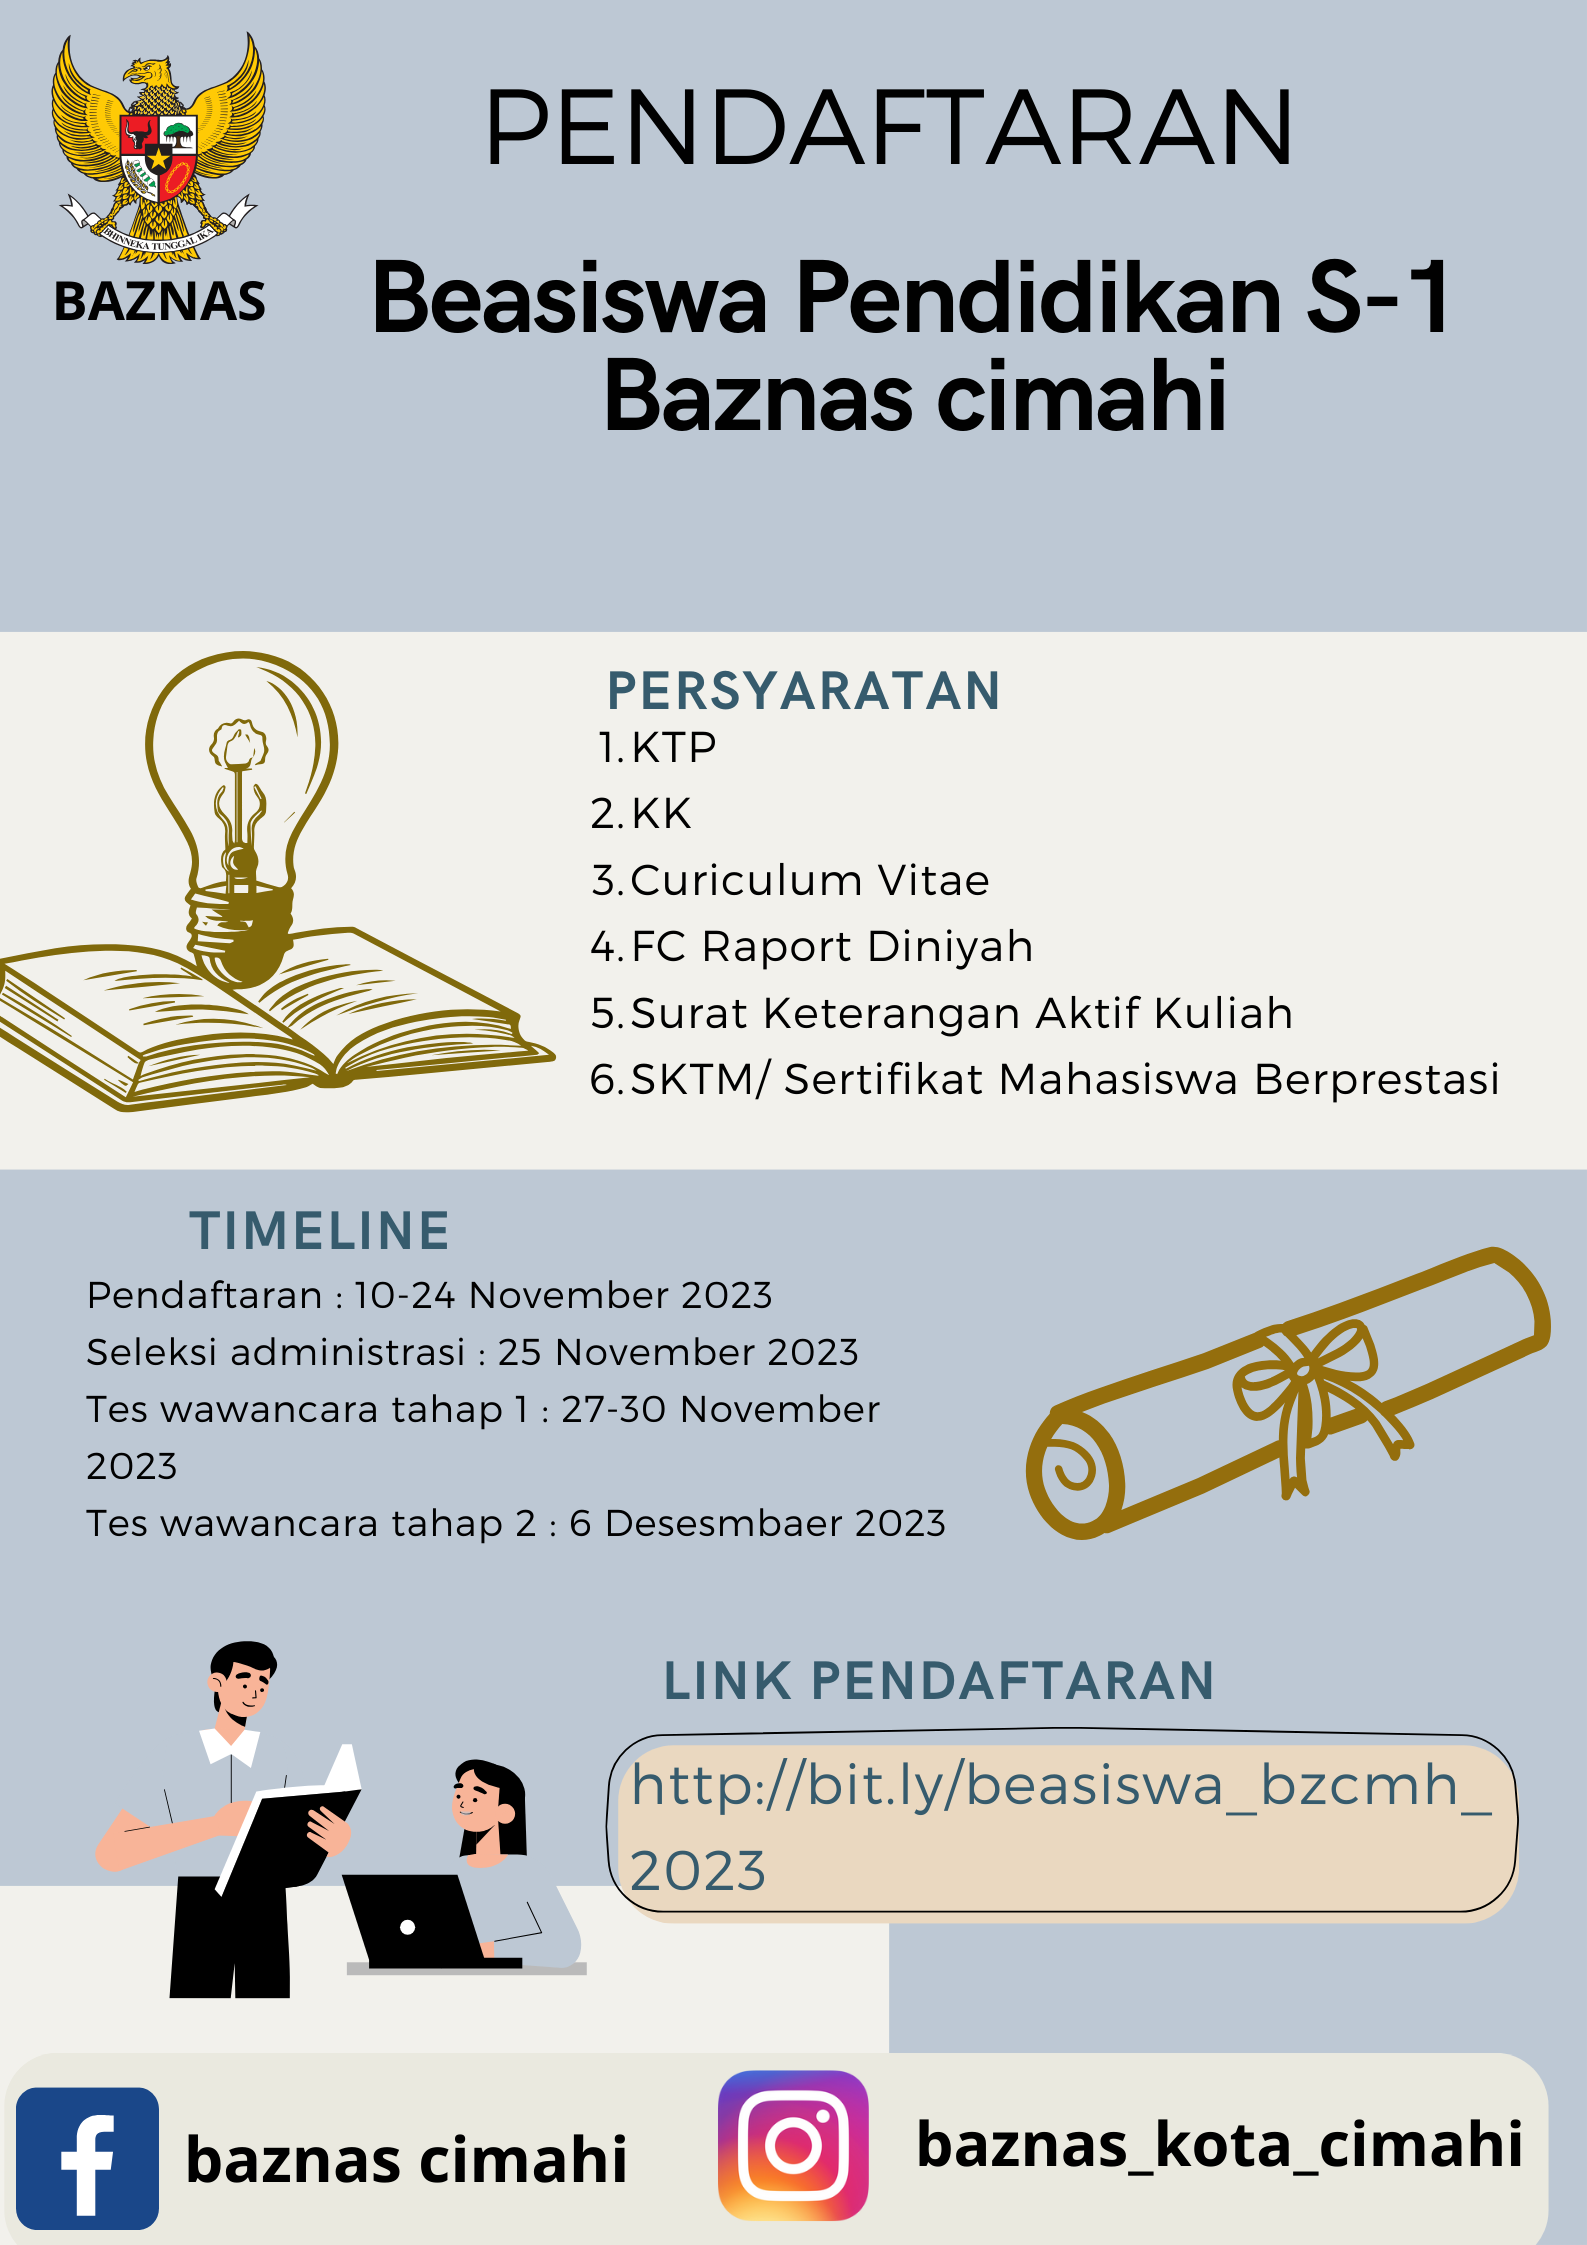 BHINNEKA TUNGGAL IKA
BAZNAS
PENDAFTARAN
Beasiswa Pendidikan S-1
Baznas cimahi
PERSYARATAN
1. KTP
2. KK
3. Curiculum Vitae
4. FC Raport Diniyah
5. Surat Keterangan Aktif Kuliah
6. SKTM/ Sertifikat Mahasiswa Berprestasi
TIMELINE
Pendaftaran : 10-24 November 2023
Seleksi administrasi : 25 November 2023
Tes wawancara tahap 1 : 27-30 November
2023
Tes wawancara tahap 2 : 6 Desesmbaer 2023
LINK PENDAFTARAN
http://bit.ly/beasiswa_bzcmh_
2023
baznas cimahi
baznas_kota_cimahi